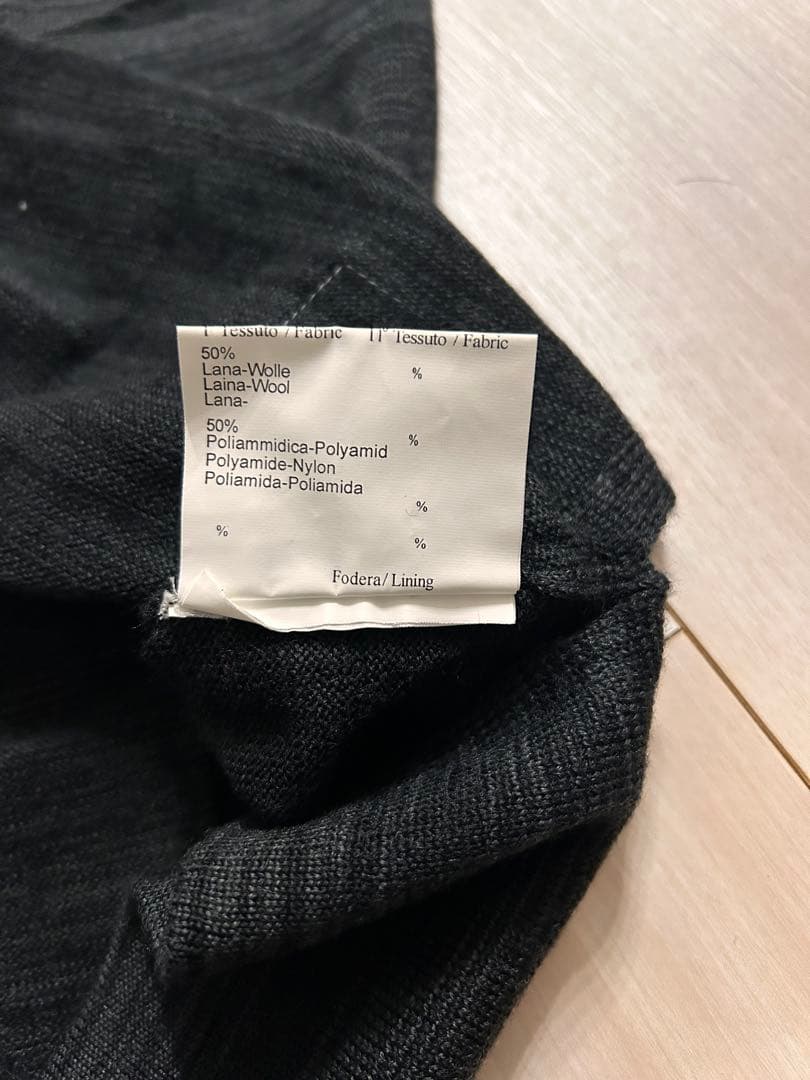 I° Tessuto / Fabric II° Tessuto / Fabric
50%
Lana-Wolle %
Laina-Wool
Lana-
50%
Poliammidica-Polyamid %
Polyamide-Nylon
Poliamida-Poliamida
%
%
%
Fodera/ Lining